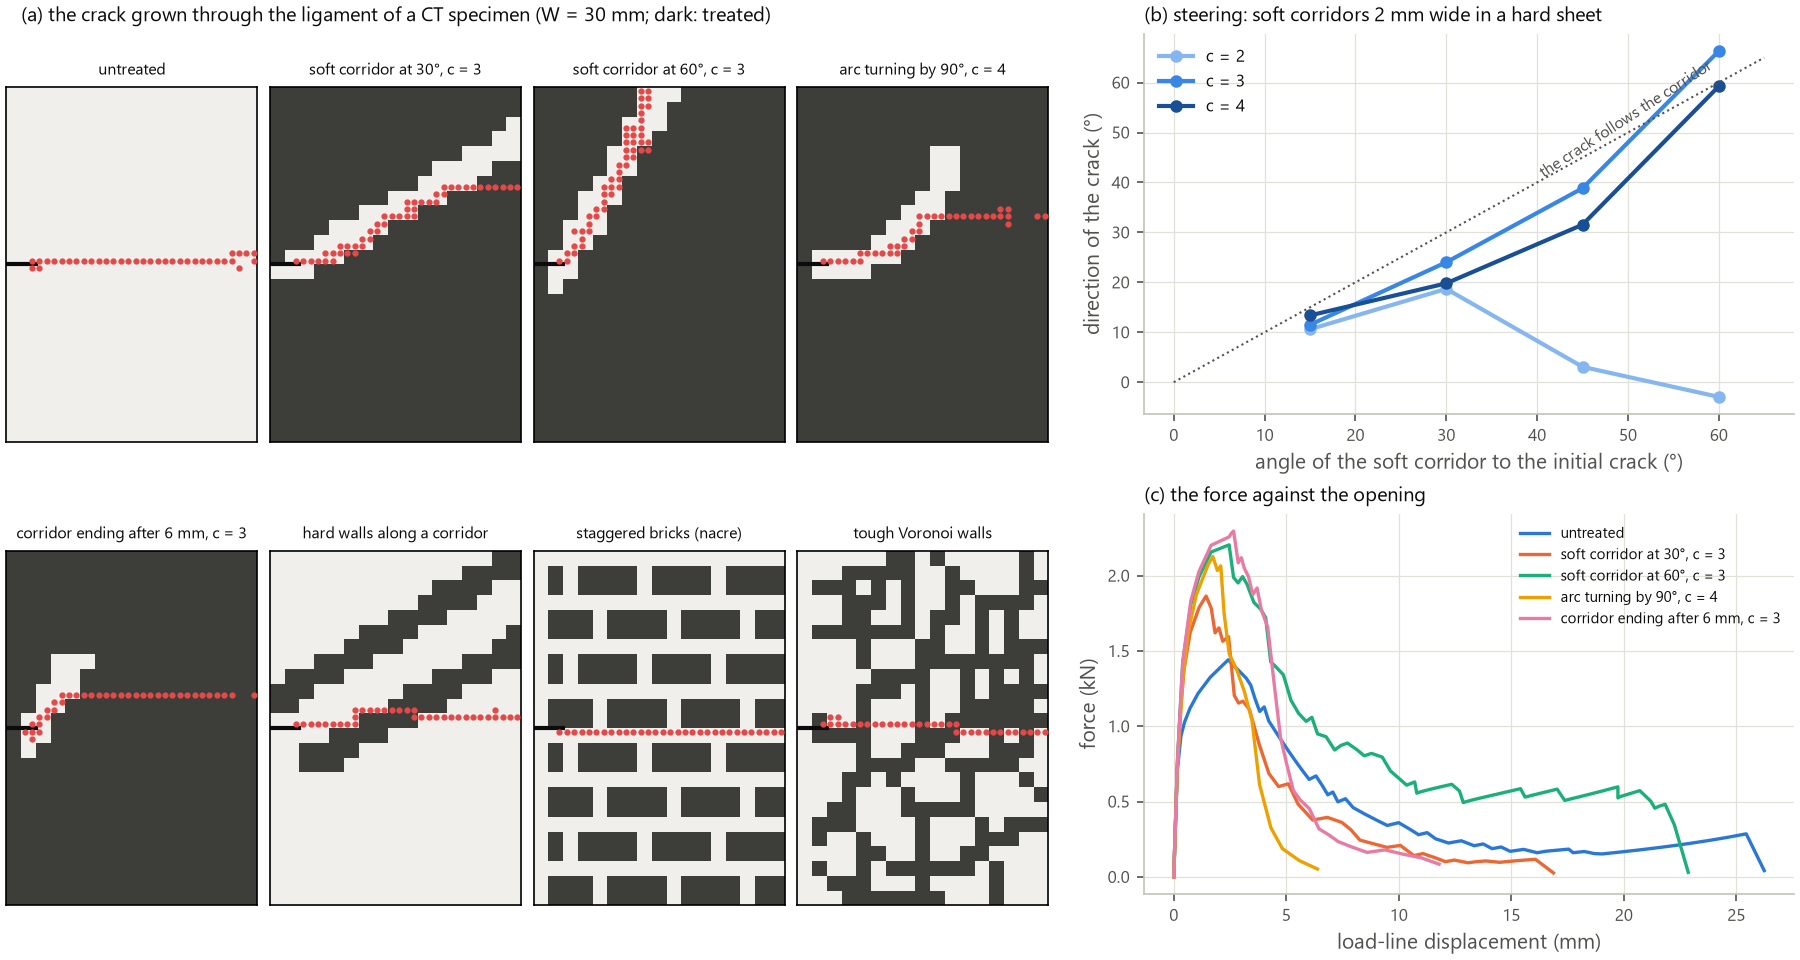 (a) the crack grown through the ligament of a CT specimen (W = 30 mm; dark: treated)
untreated
soft corridor at 30°, c = 3
soft corridor at 60°, c = 3
arc turning by 90°, c = 4
corridor ending after 6 mm, c = 3
hard walls along a corridor
staggered bricks (nacre)
tough Voronoi walls
(b) steering: soft corridors 2 mm wide in a hard sheet
c = 2
c = 3
c = 4
the crack follows the corridor
direction of the crack (°)
60
50
40
30
20
10
0
0 10 20 30 40 50 60
angle of the soft corridor to the initial crack (°)
(c) the force against the opening
untreated
soft corridor at 30°, c = 3
soft corridor at 60°, c = 3
arc turning by 90°, c = 4
corridor ending after 6 mm, c = 3
force (kN)
2.0
1.5
1.0
0.5
0.0
0 5 10 15 20 25
load-line displacement (mm)